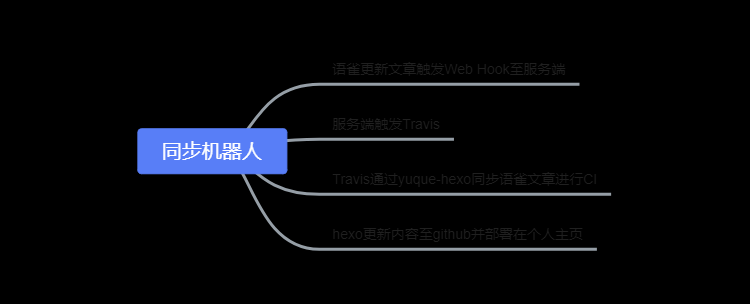 语雀更新文章触发Web Hook至服务端
服务端触发Travis
同步机器人
Travis通过yuque-hexo同步语雀文章进行CI
hexo更新内容至github并部署在个人主页